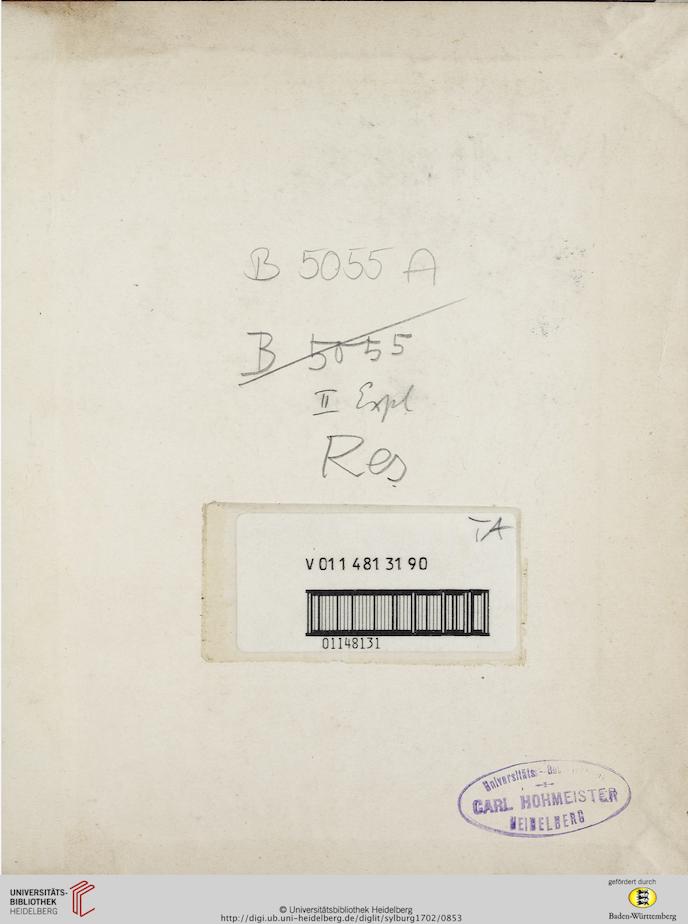 B 5055 A
B 5055
II Expl
Res
TA
V 011 481 31 90
01148131
Universitäts-
CARL HOHMEISTER
HEIDELBERG
UNIVERSITÄTS-
BIBLIOTHEK
HEIDELBERG
© Universitätsbibliothek Heidelberg
http://digi.ub.uni-heidelberg.de/diglit/sylburg1702/0853
gefördert durch
Baden-Württemberg